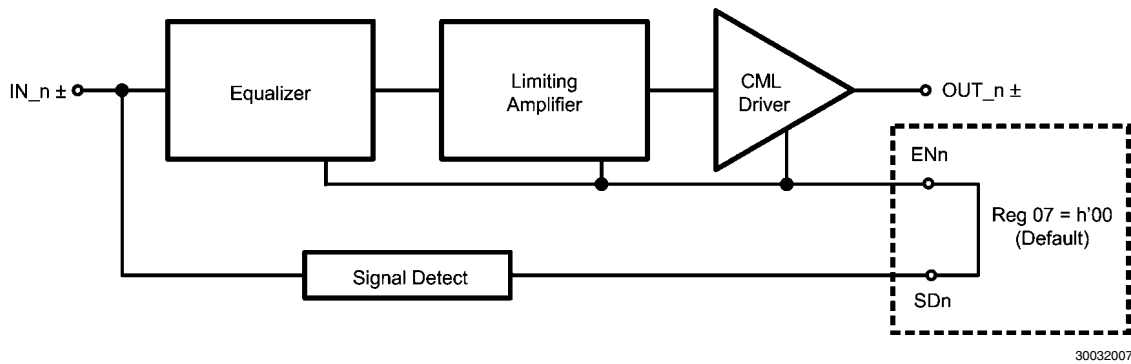 IN_n ±
Equalizer
Limiting
Amplifier
CML
Driver
OUT_n ±
ENn
Reg 07 = h'00
(Default)
Signal Detect
SDn
30032007